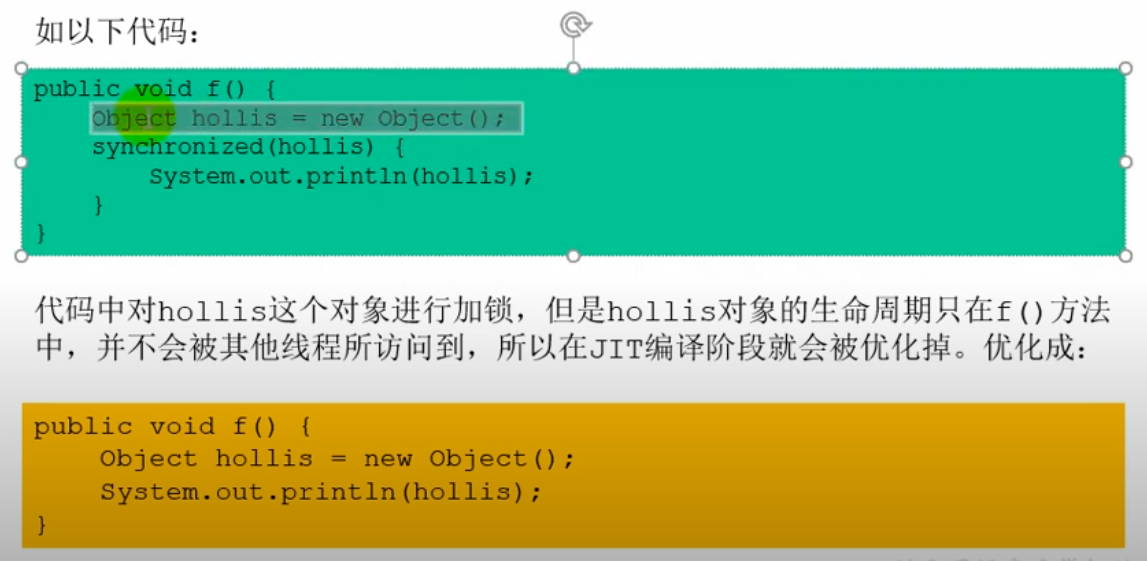 如以下代码：
public void f() {
    Object hollis = new Object();
    synchronized(hollis) {
        System.out.println(hollis);
    }
}
代码中对hollis这个对象进行加锁，但是hollis对象的生命周期只在f()方法
中，并不会被其他线程所访问到，所以在JIT编译阶段就会被优化掉。优化成：
public void f() {
    Object hollis = new Object();
    System.out.println(hollis);
}